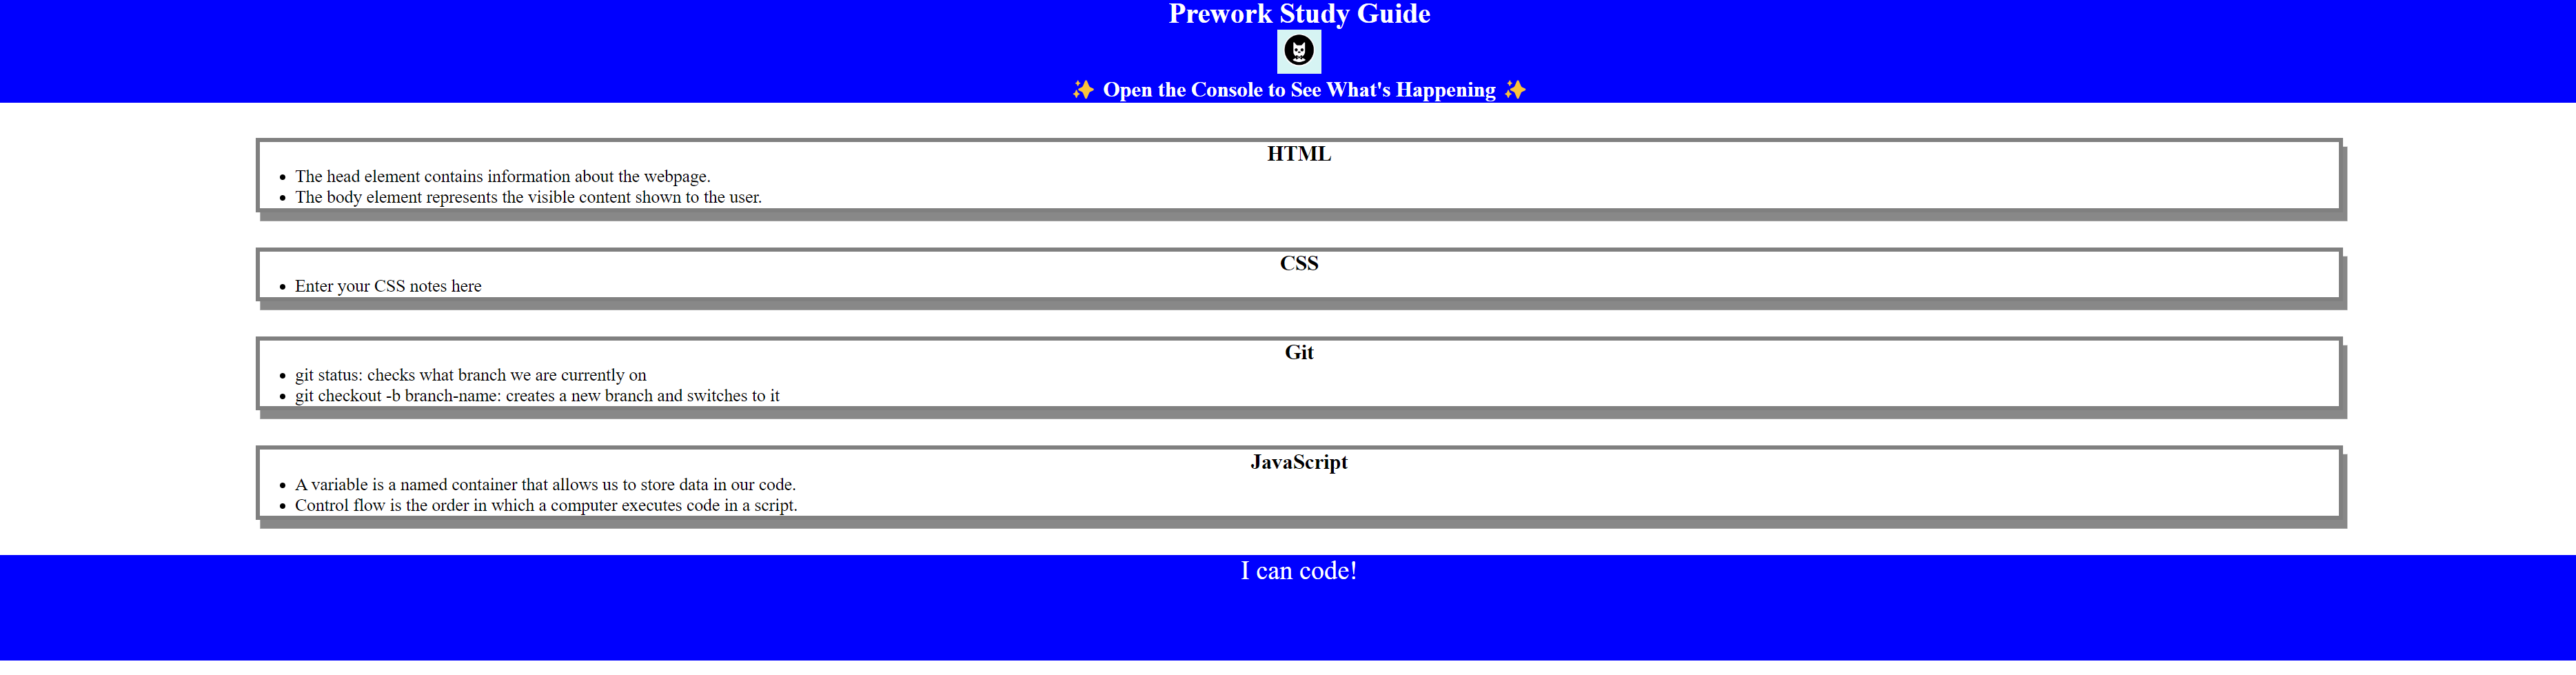 Prework Study Guide
✨ Open the Console to See What's Happening ✨
HTML
• The head element contains information about the webpage.
• The body element represents the visible content shown to the user.
CSS
• Enter your CSS notes here
Git
• git status: checks what branch we are currently on
• git checkout -b branch-name: creates a new branch and switches to it
JavaScript
• A variable is a named container that allows us to store data in our code.
• Control flow is the order in which a computer executes code in a script.
I can code!